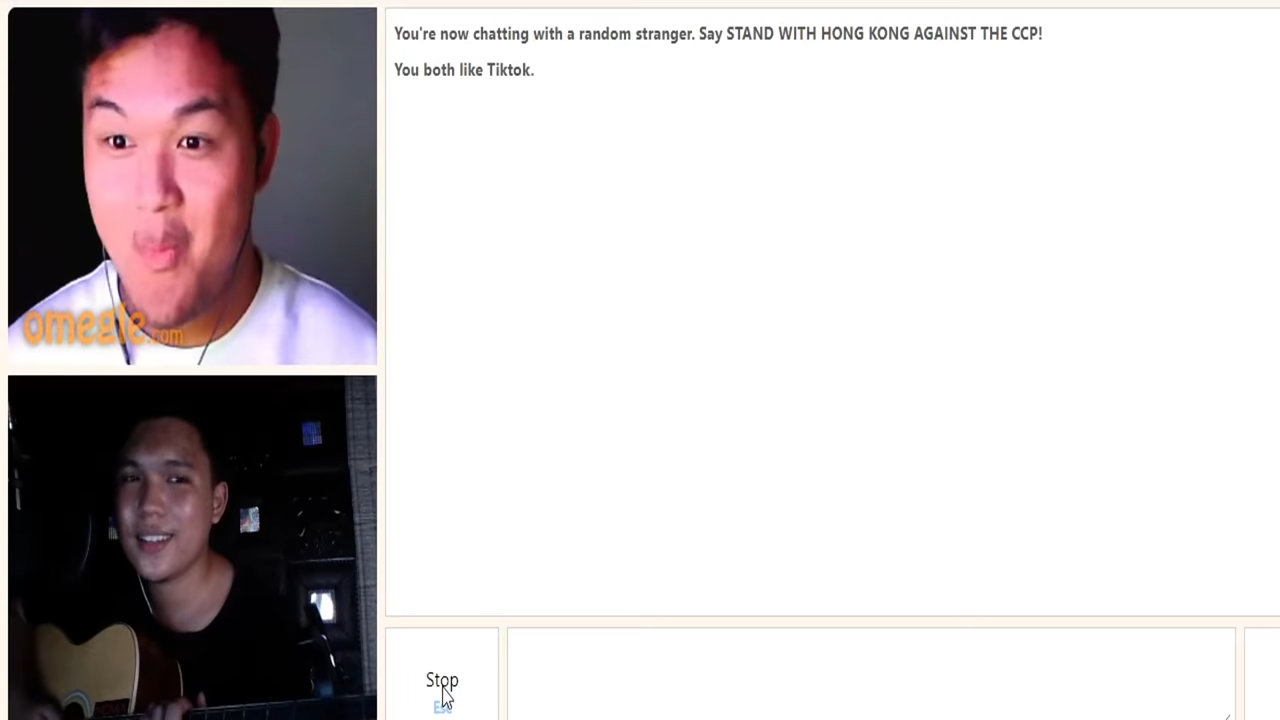 You're now chatting with a random stranger. Say STAND WITH HONG KONG AGAINST THE CCP!
You both like Tiktok.
omegle.com
Stop
Esc